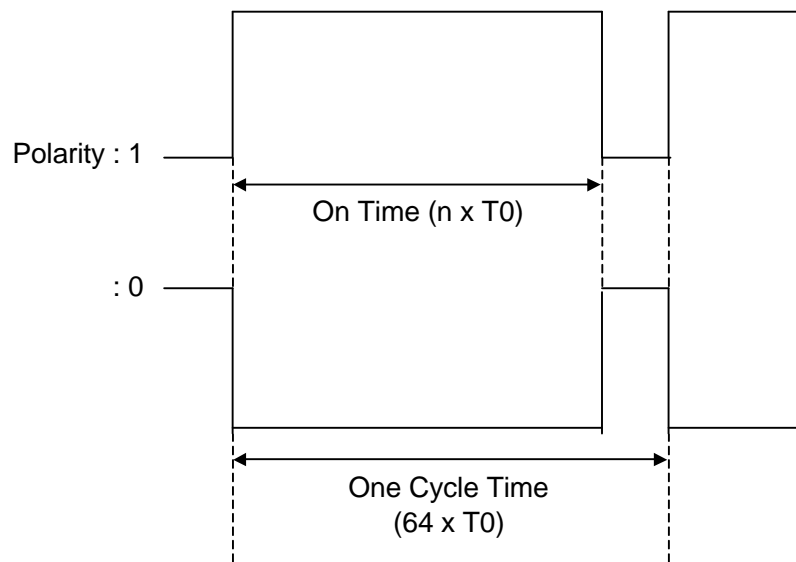 Polarity : 1
On Time (n x T0)
: 0
One Cycle Time
(64 x T0)